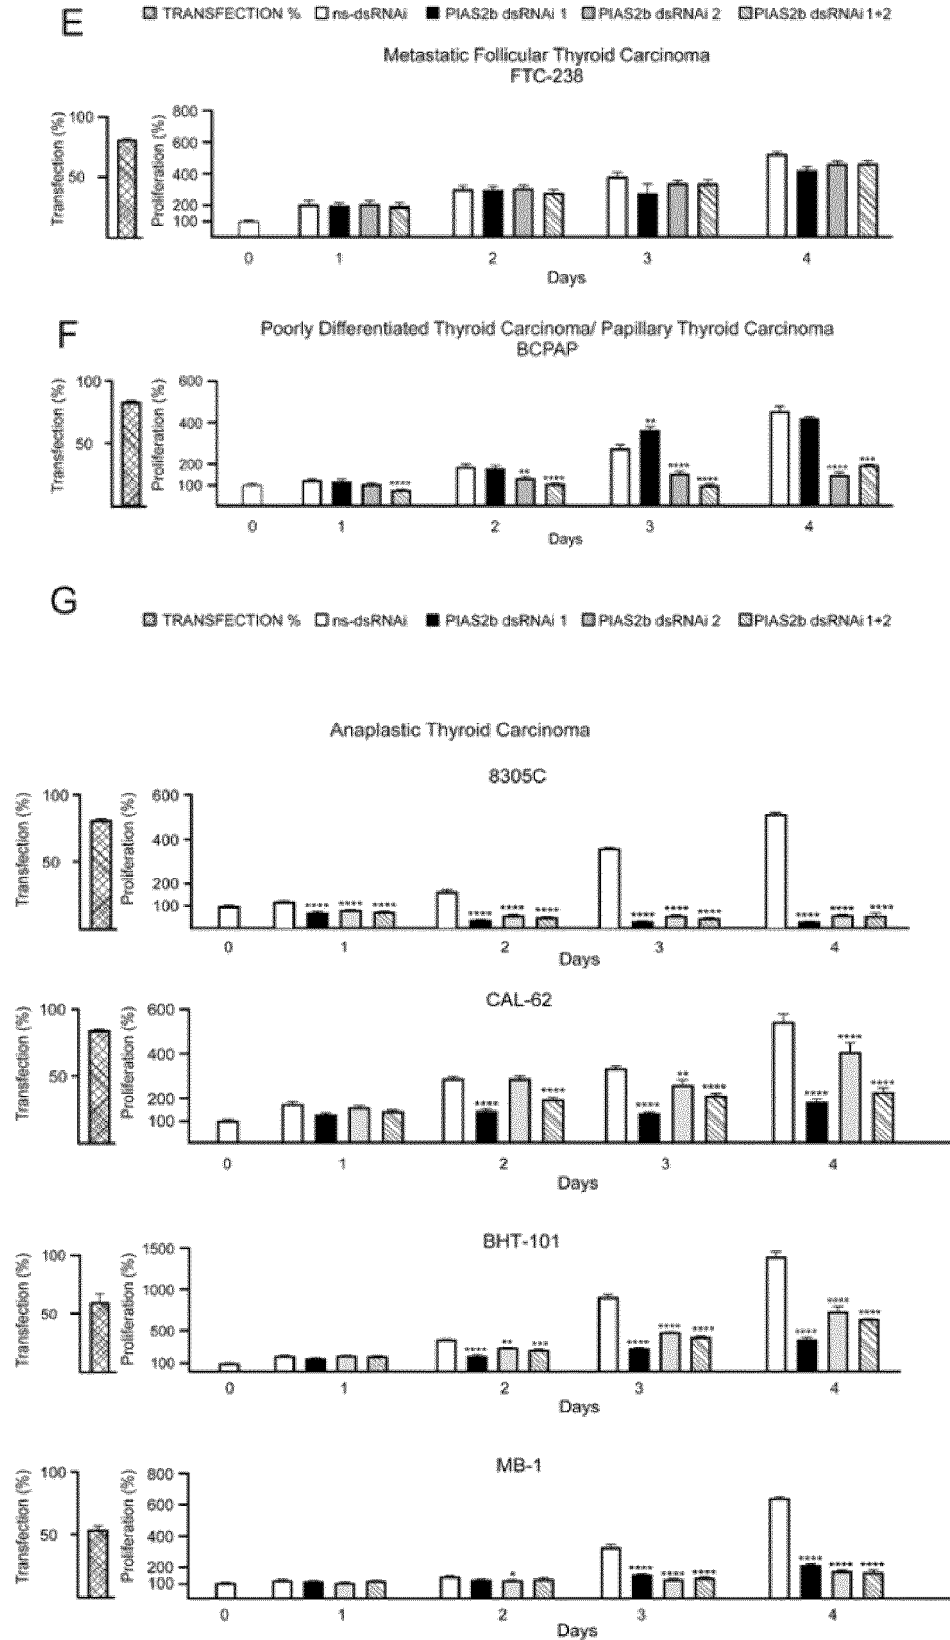 E
TRANSFECTION % ns-dsRNAi PIAS2b dsRNAi 1 PIAS2b dsRNAi 2 PIAS2b dsRNAi 1+2
Metastatic Follicular Thyroid Carcinoma
FTC-238
Transfection (%)
100
50
Proliferation (%)
800
600
400
200
100
0 1 2 3 4
Days
F
Poorly Differentiated Thyroid Carcinoma/ Papillary Thyroid Carcinoma
BCPAP
Transfection (%)
100
50
Proliferation (%)
600
400
200
100
**** ** **** ** **** **** **** ***
0 1 2 3 4
Days
G
TRANSFECTION % ns-dsRNAi PIAS2b dsRNAi 1 PIAS2b dsRNAi 2 PIAS2b dsRNAi 1+2
Anaplastic Thyroid Carcinoma
8305C
Transfection (%)
100
50
Proliferation (%)
600
400
200
100
**** **** **** **** **** **** **** **** **** **** **** ****
0 1 2 3 4
Days
CAL-62
Transfection (%)
100
50
Proliferation (%)
600
400
200
100
**** **** **** ** **** **** **** ****
0 1 2 3 4
Days
BHT-101
Transfection (%)
100
50
Proliferation (%)
1500
1000
500
100
**** ** *** **** **** **** **** **** ****
0 1 2 3 4
Days
MB-1
Transfection (%)
100
50
Proliferation (%)
800
600
400
200
100
* **** **** **** **** **** ****
0 1 2 3 4
Days